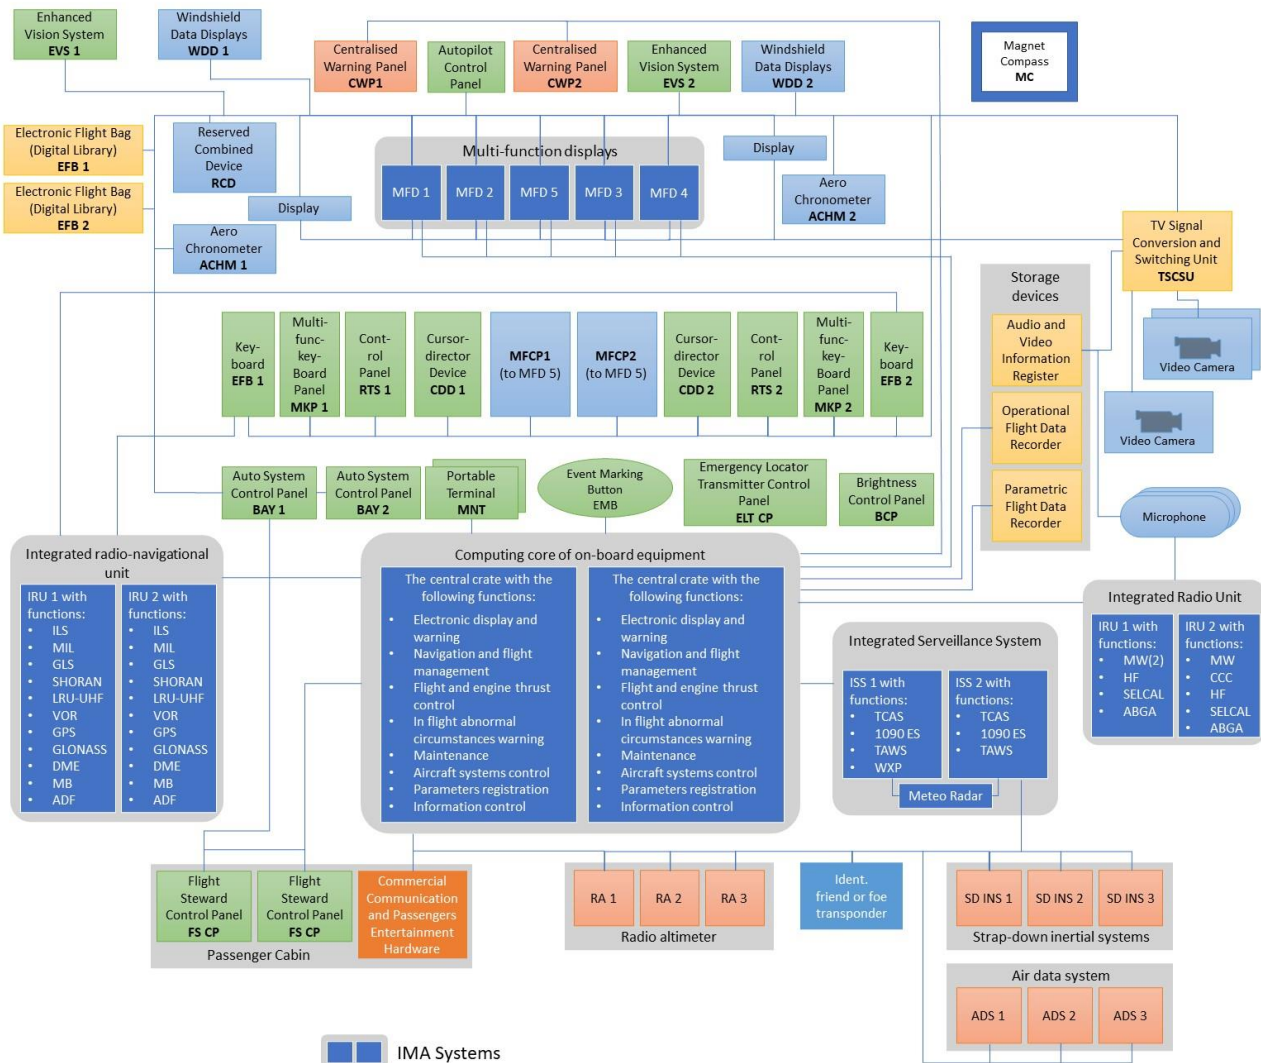 Enhanced
Vision System
EVS 1
Windshield
Data Displays
WDD 1
Centralised
Warning Panel
CWP1
Autopilot
Control
Panel
Centralised
Warning Panel
CWP2
Enhanced
Vision System
EVS 2
Windshield
Data Displays
WDD 2
Magnet
Compass
MC
Electronic Flight Bag
(Digital Library)
EFB 1
Electronic Flight Bag
(Digital Library)
EFB 2
Reserved
Combined
Device
RCD
Display
Aero
Chronometer
ACHM 1
Multi-function displays
MFD 1
MFD 2
MFD 5
MFD 3
MFD 4
Display
Aero
Chronometer
ACHM 2
TV Signal
Conversion and
Switching Unit
TSCSU
Storage
devices
Audio and
Video
Information
Register
Operational
Flight Data
Recorder
Parametric
Flight Data
Recorder
Video Camera
Video Camera
Microphone
Key-
board
EFB 1
Multi-
func-
key-
Board
Panel
MKP 1
Cont-
rol
Panel
RTS 1
Cursor-
director
Device
CDD 1
MFCP1
(to MFD 5)
MFCP2
(to MFD 5)
Cursor-
director
Device
CDD 2
Cont-
rol
Panel
RTS 2
Multi-
func-
key-
Board
Panel
MKP 2
Key-
board
EFB 2
Auto System
Control Panel
BAY 1
Auto System
Control Panel
BAY 2
Portable
Terminal
MNT
Event Marking
Button
EMB
Emergency Locator
Transmitter Control
Panel
ELT CP
Brightness
Control Panel
BCP
Integrated radio-navigational
unit
IRU 1 with
functions:
• ILS
• MIL
• GLS
• SHORAN
• LRU-UHF
• VOR
• GPS
• GLONASS
• DME
• MB
• ADF
IRU 2 with
functions:
• ILS
• MIL
• GLS
• SHORAN
• LRU-UHF
• VOR
• GPS
• GLONASS
• DME
• MB
• ADF
Computing core of on-board equipment
The central crate with the
following functions:
• Electronic display and
warning
• Navigation and flight
management
• Flight and engine thrust
control
• In flight abnormal
circumstances warning
• Maintenance
• Aircraft systems control
• Parameters registration
• Information control
The central crate with the
following functions:
• Electronic display and
warning
• Navigation and flight
management
• Flight and engine thrust
control
• In flight abnormal
circumstances warning
• Maintenance
• Aircraft systems control
• Parameters registration
• Information control
Integrated Serveillance System
ISS 1 with
functions:
• TCAS
• 1090 ES
• TAWS
• WXP
ISS 2 with
functions:
• TCAS
• 1090 ES
• TAWS
Meteo Radar
Integrated Radio Unit
IRU 1 with
functions:
• MW(2)
• HF
• SELCAL
• ABGA
IRU 2 with
functions:
• MW
• CCC
• HF
• SELCAL
• ABGA
Flight
Steward
Control Panel
FS CP
Flight
Steward
Control Panel
FS CP
Commercial
Communication
and Passengers
Entertainment
Hardware
Passenger Cabin
RA 1
RA 2
RA 3
Radio altimeter
Ident.
friend or foe
transponder
SD INS 1
SD INS 2
SD INS 3
Strap-down inertial systems
Air data system
ADS 1
ADS 2
ADS 3
IMA Systems